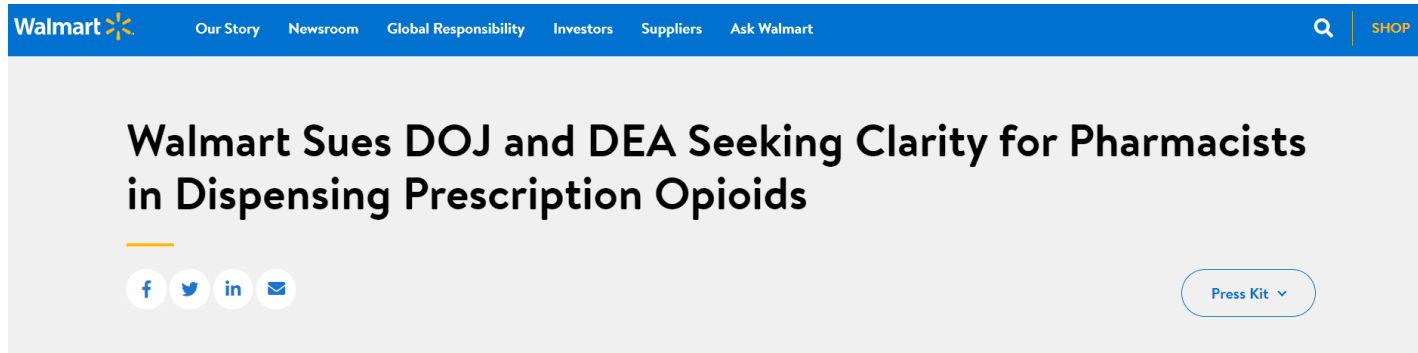 Walmart Our Story Newsroom Global Responsibility Investors Suppliers Ask Walmart SHOP
Walmart Sues DOJ and DEA Seeking Clarity for Pharmacists
in Dispensing Prescription Opioids
f in
Press Kit